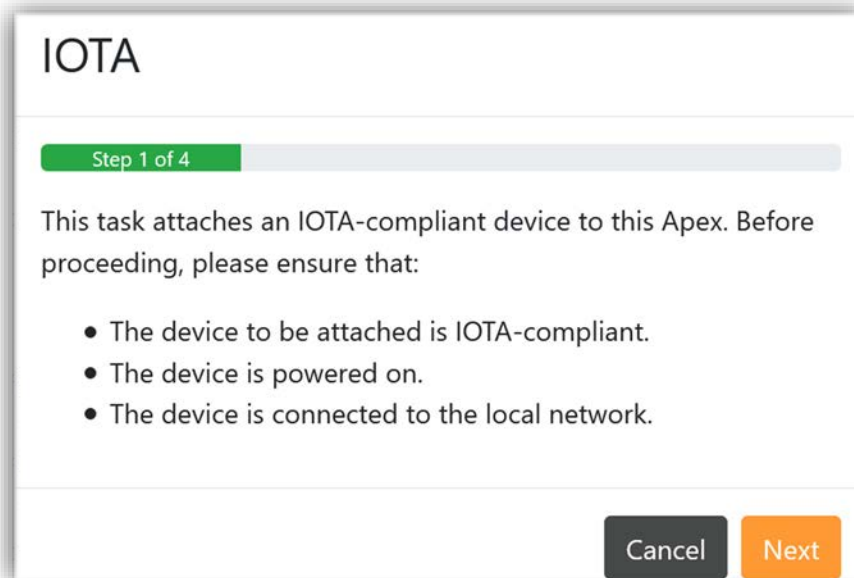 IOTA
Step 1 of 4
This task attaches an IOTA-compliant device to this Apex. Before
proceeding, please ensure that:
• The device to be attached is IOTA-compliant.
• The device is powered on.
• The device is connected to the local network.
Cancel Next